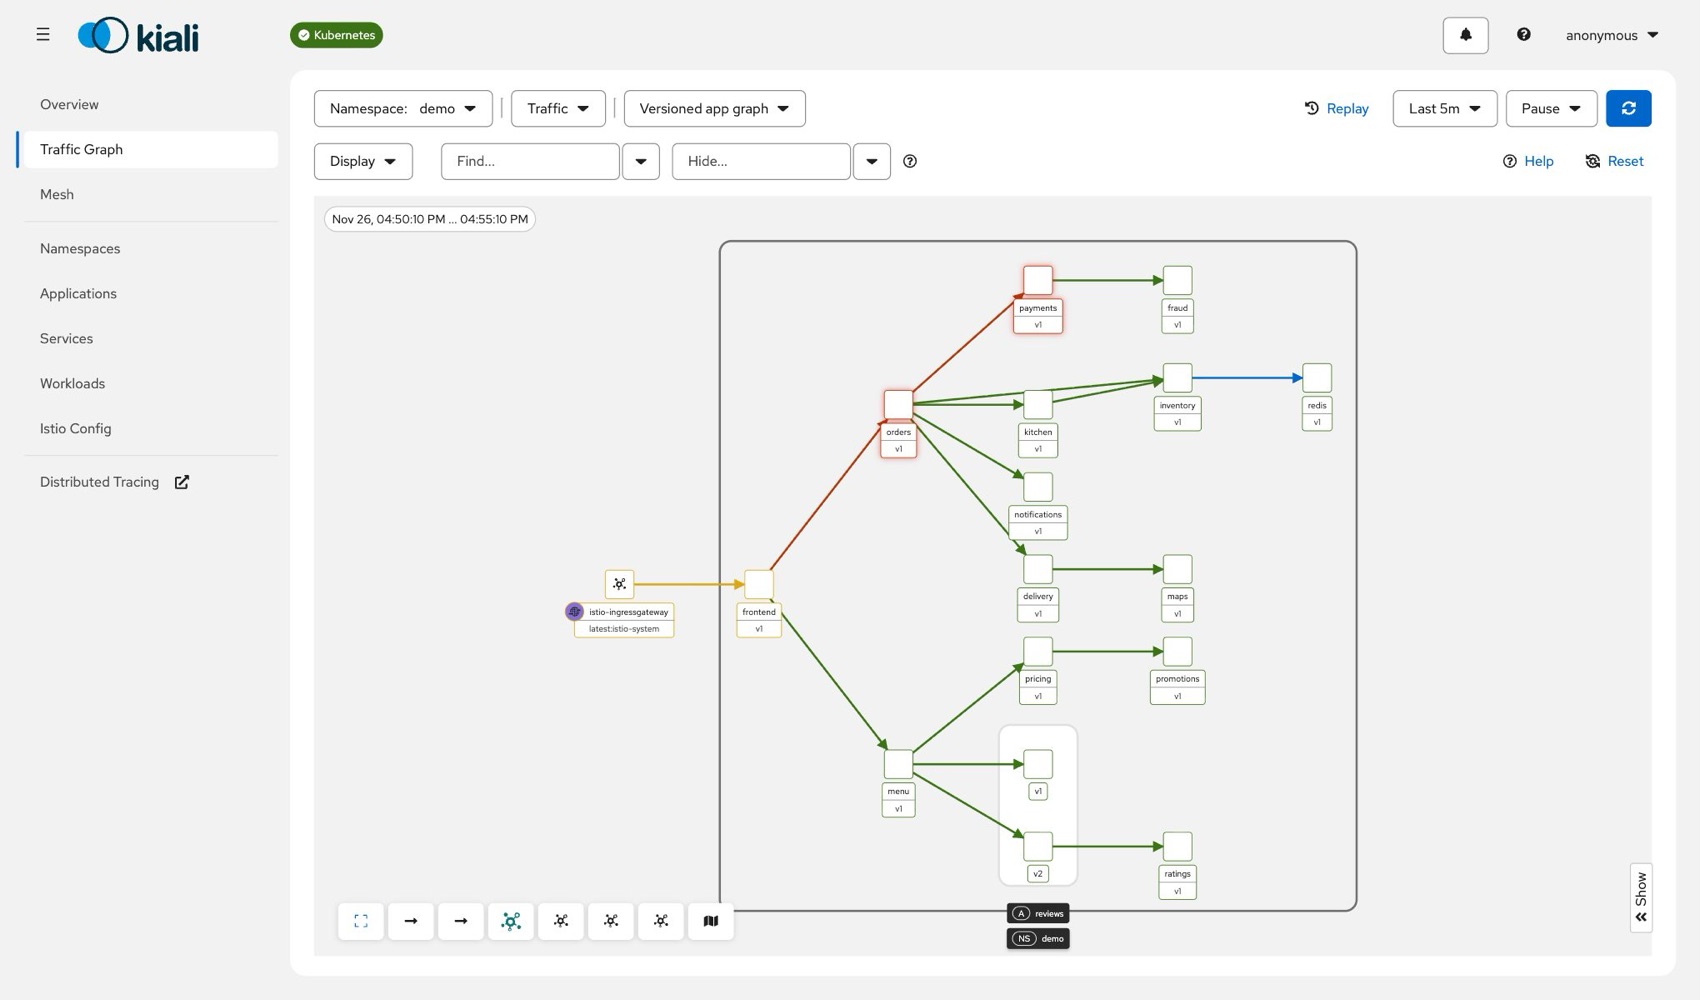 kiali
Kubernetes
anonymous
Overview
Traffic Graph
Mesh
Namespaces
Applications
Services
Workloads
Istio Config
Distributed Tracing
Namespace: demo
Traffic
Versioned app graph
Replay
Last 5m
Pause
Display
Find...
Hide...
Help
Reset
Nov 26, 04:50:10 PM ... 04:55:10 PM
payments
v1
fraud
v1
orders
v1
kitchen
v1
inventory
v1
redis
v1
notifications
v1
delivery
v1
maps
v1
istio-ingressgateway
latest:istio-system
frontend
v1
pricing
v1
promotions
v1
menu
v1
v1
v2
ratings
v1
A reviews
NS demo
Show